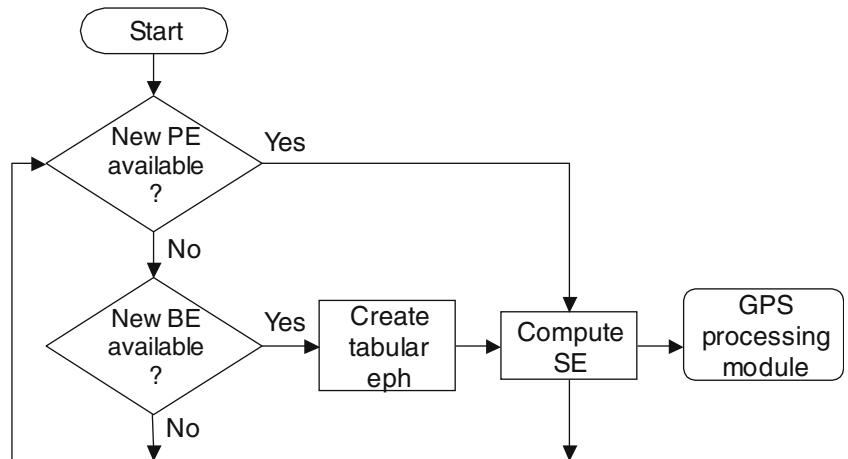 Start
New PE
available
?
Yes
No
New BE
available
?
Yes
Create
tabular
eph
Compute
SE
GPS
processing
module
No